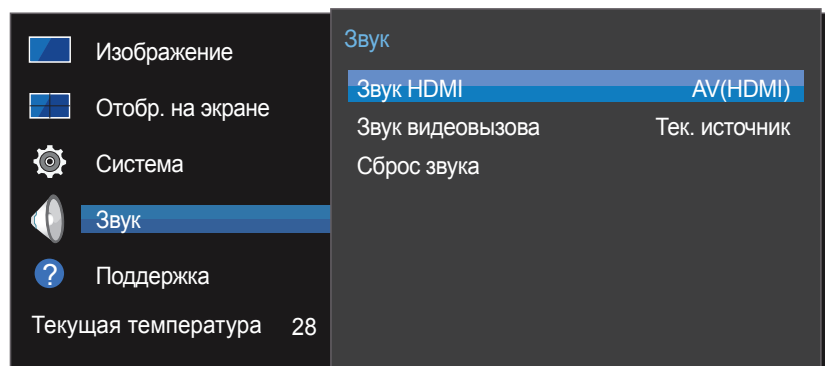 Изображение
Отобр. на экране
Система
Звук
Поддержка
Текущая температура 28
Звук
Звук HDMI AV(HDMI)
Звук видеовызова Тек. источник
Сброс звука